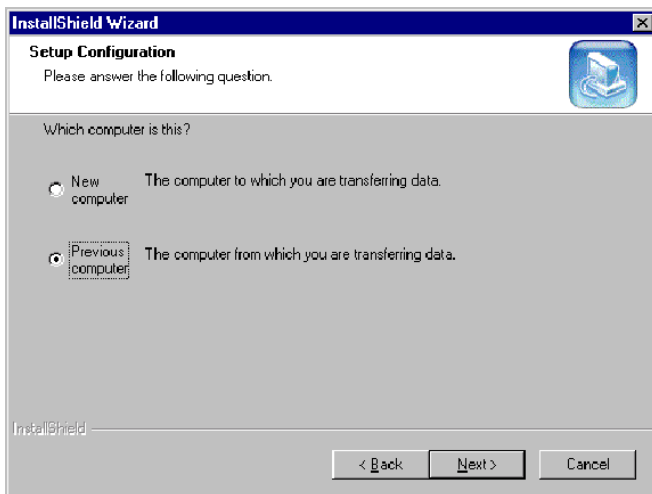 InstallShield Wizard
Setup Configuration
Please answer the following question.
Which computer is this?
New
computer
The computer to which you are transferring data.
Previous
computer
The computer from which you are transferring data.
InstallShield
< Back
Next >
Cancel